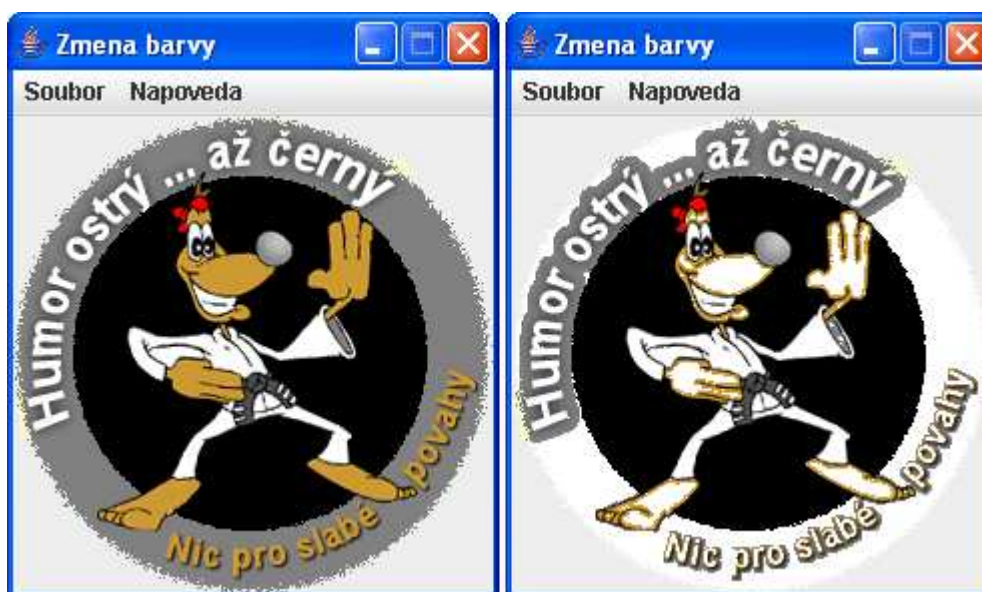 Zmena barvy
Soubor Napoveda
Humor ostrý ... až černý
Nic pro slabé povahy
Zmena barvy
Soubor Napoveda
Humor ostrý ... až černý
Nic pro slabé povahy